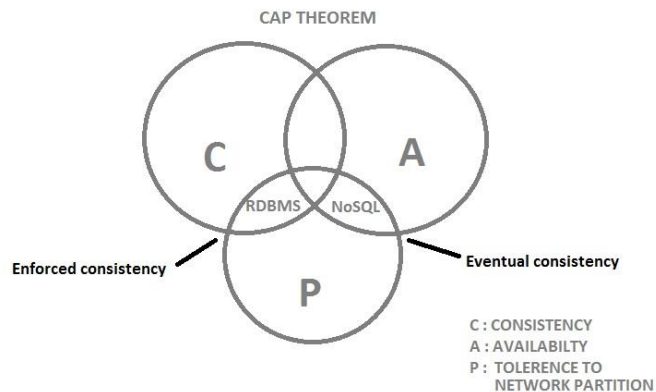 CAP THEOREM
C
A
RDBMS
NoSQL
Enforced consistency
Eventual consistency
P
C : CONSISTENCY
A : AVAILABILTY
P : TOLERENCE TO
NETWORK PARTITION